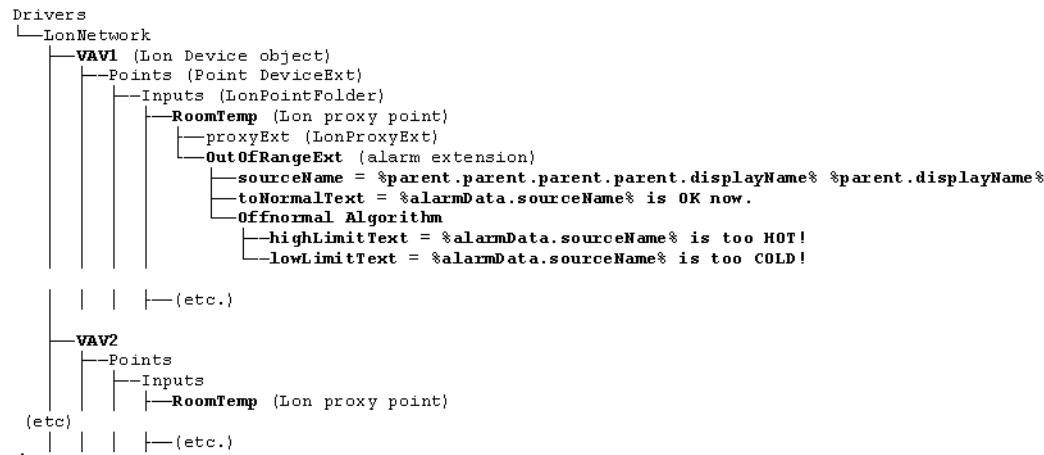 Drivers
LonNetwork
VAV1 (Lon Device object)
Points (Point DeviceExt)
Inputs (LonPointFolder)
RoomTemp (Lon proxy point)
proxyExt (LonProxyExt)
OutOfRangeExt (alarm extension)
sourceName = %parent.parent.parent.parent.displayName% %parent.displayName%
toNormalText = %alarmData.sourceName% is OK now.
Offnormal Algorithm
highLimitText = %alarmData.sourceName% is too HOT!
lowLimitText = %alarmData.sourceName% is too COLD!
(etc.)
VAV2
Points
Inputs
RoomTemp (Lon proxy point)
(etc)
(etc.)